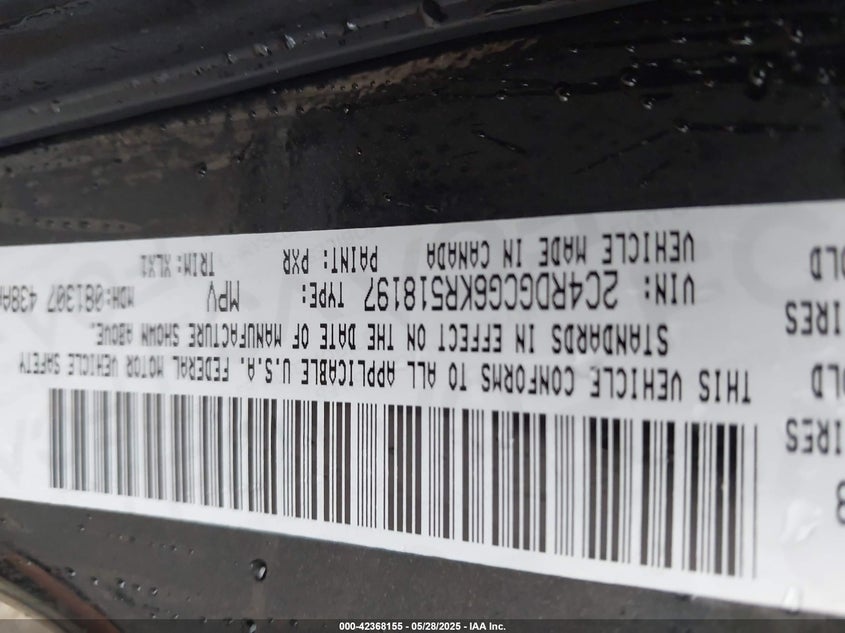 THIS VEHICLE CONFORMS TO ALL APPLICABLE U.S.A. FEDERAL MOTOR VEHICLE SAFETY
STANDARDS IN EFFECT ON THE DATE OF MANUFACTURE SHOWN ABOVE.
VIN: 2C4RDGCG6KR518197 TYPE: MPV MDH:081307 438A
VEHICLE MADE IN CANADA PAINT: PXR TRIM: XLX1
000-42368155 - 05/28/2025 - IAA Inc.